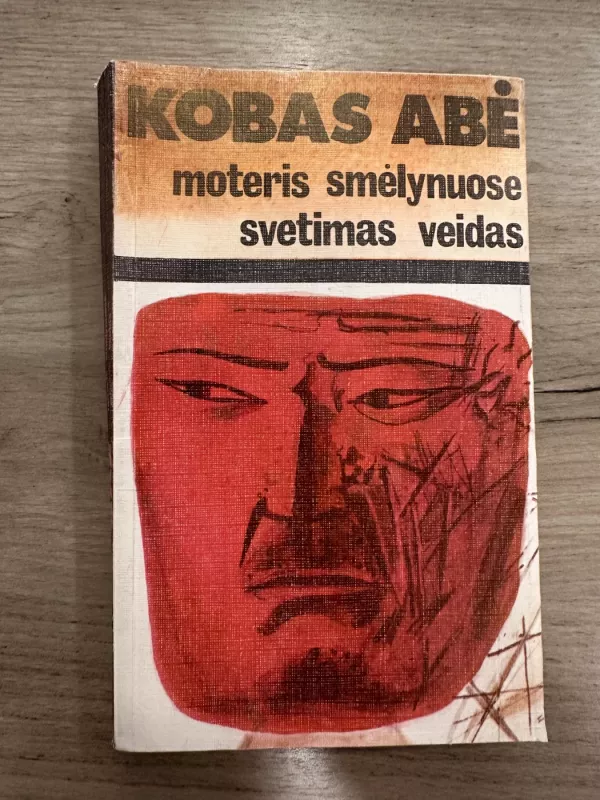 KOBAS ABĖ
moteris smėlynuose
svetimas veidas